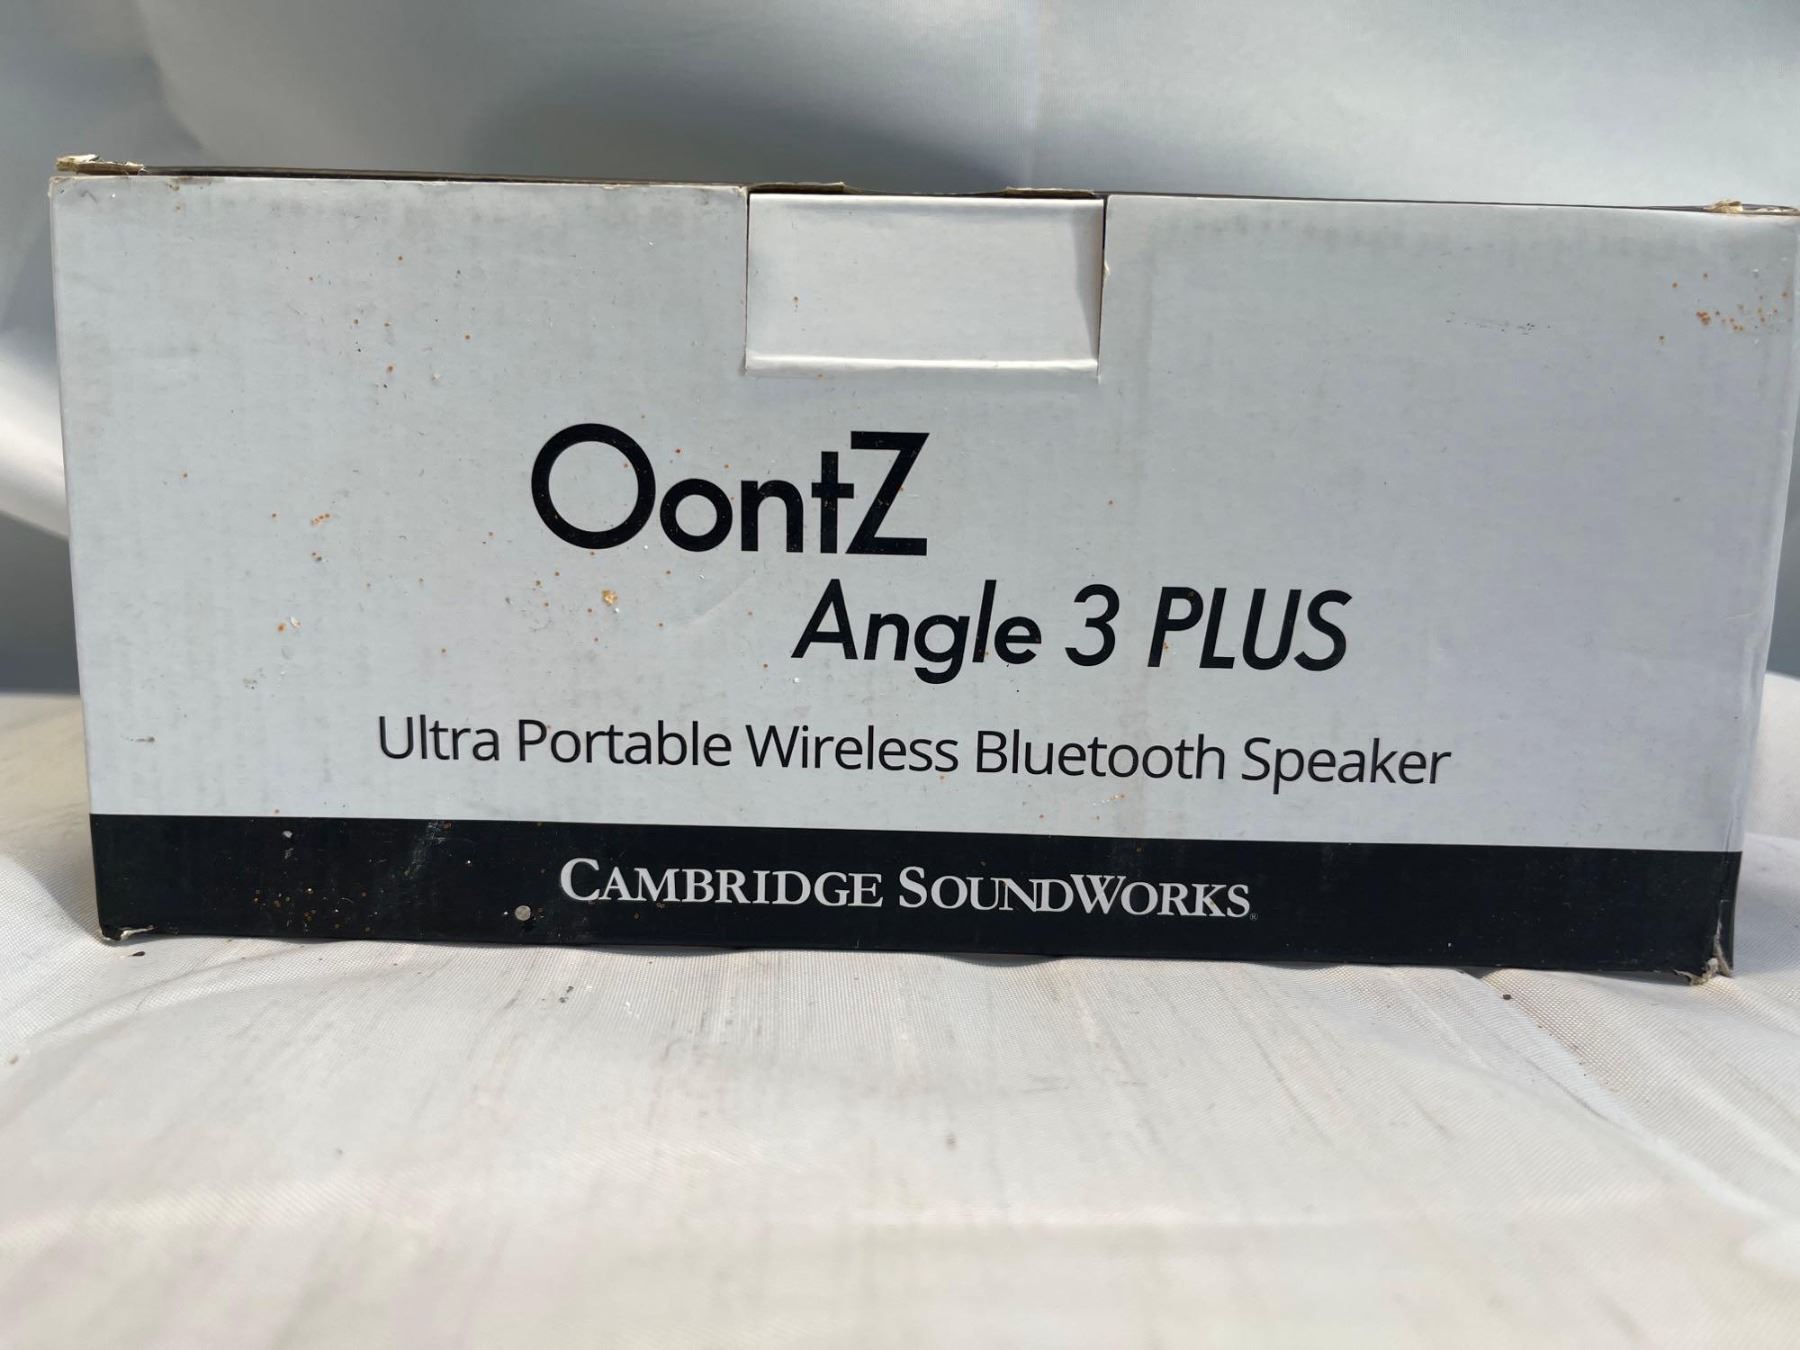 OontZ
Angle 3 PLUS
Ultra Portable Wireless Bluetooth Speaker
CAMBRIDGE SOUNDWORKS®